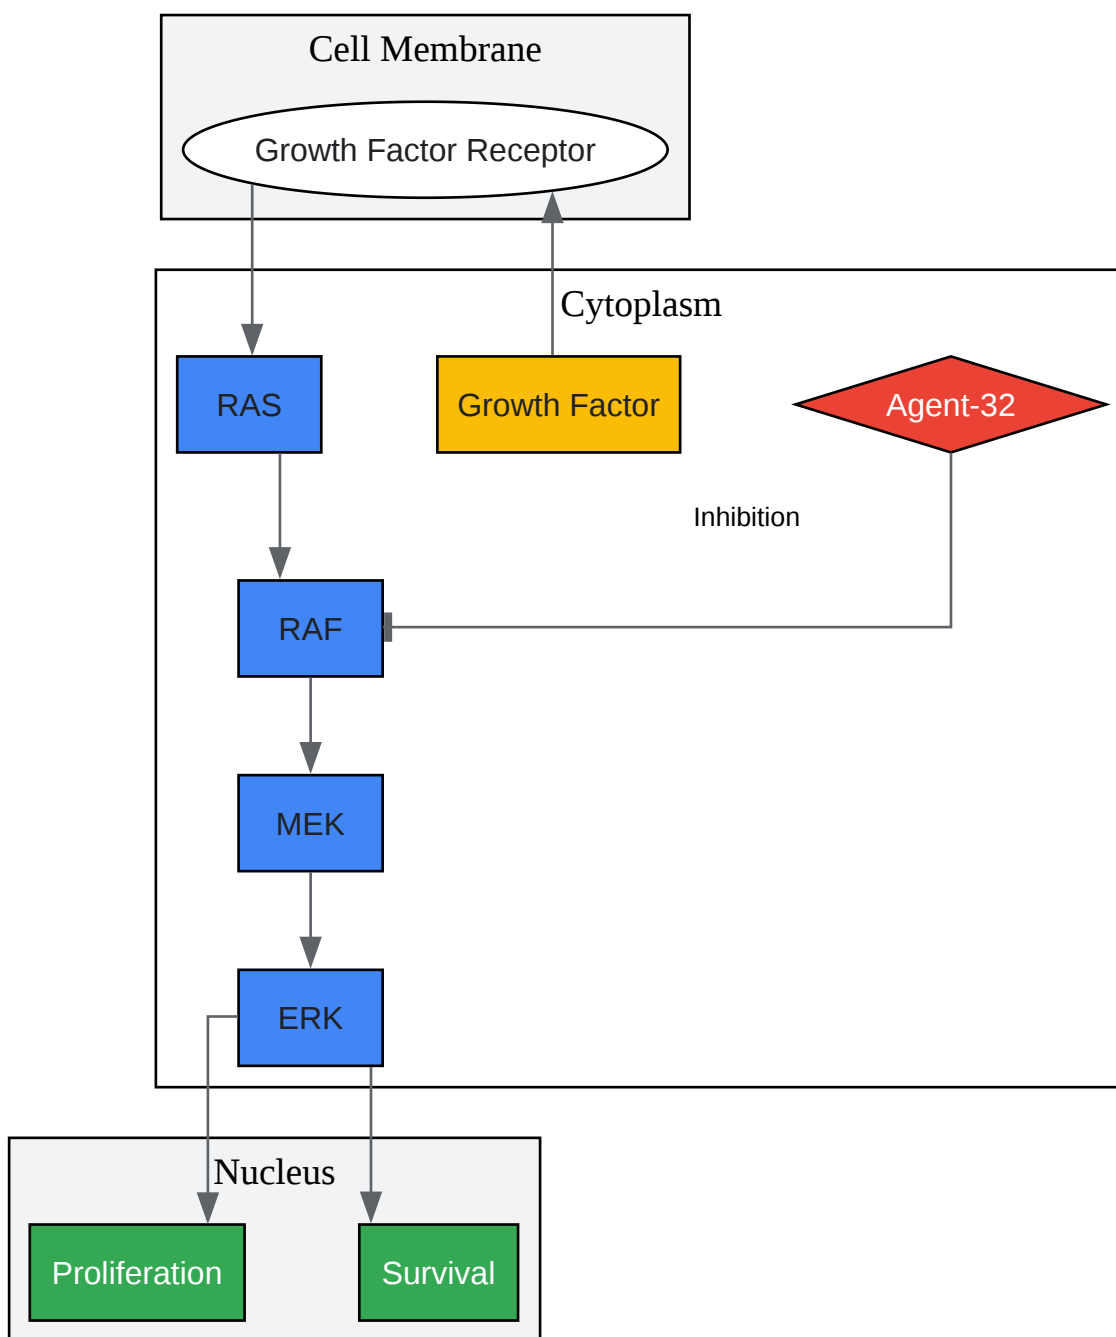 Cell Membrane
Growth Factor Receptor
Cytoplasm
RAS
Growth Factor
Agent-32
Inhibition
RAF
MEK
ERK
Nucleus
Proliferation
Survival